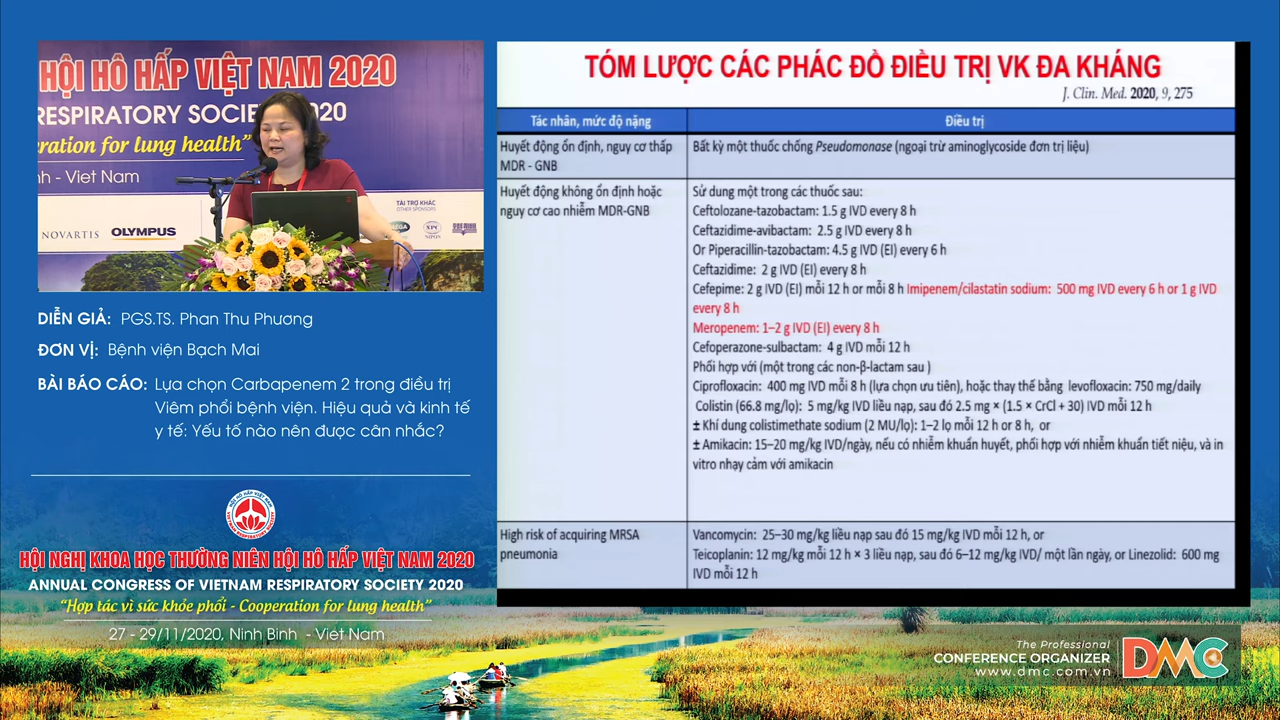 HỘI HÔ HẤP VIỆT NAM 2020
RESPIRATORY SOCIE 2020
eration for lung health”
nh - Viet Nam
TÀI TRỢ KHÁC
OTHER SPONSORS
NOVARTIS
OLYMPUS
DIỄN GIẢ: PGS.TS. Phan Thu Phương
ĐƠN VỊ: Bệnh viện Bạch Mai
BÀI BÁO CÁO: Lựa chọn Carbapenem 2 trong điều trị
Viêm phổi bệnh viện. Hiệu quả và kinh tế
y tế: Yếu tố nào nên được cân nhắc?
HỘI NGHỊ KHOA HỌC THƯỜNG NIÊN HỘI HÔ HẤP VIỆT NAM 2020
ANNUAL CONGRESS OF VIETNAM RESPIRATORY SOCIETY 2020
“Hợp tác vì sức khỏe phổi - Cooperation for lung health”
27 - 29/11/2020, Ninh Binh - Viet Nam
TÓM LƯỢC CÁC PHÁC ĐỒ ĐIỀU TRỊ VK ĐA KHÁNG
J. Clin. Med. 2020, 9, 275
Tác nhân, mức độ nặng
Điều trị
Huyết động ổn định, nguy cơ thấp
MDR - GNB
Bất kỳ một thuốc chống Pseudomonase (ngoại trừ aminoglycoside đơn trị liệu)
Huyết động không ổn định hoặc
nguy cơ cao nhiễm MDR-GNB
Sử dụng một trong các thuốc sau:
Ceftolozane-tazobactam: 1.5 g IVD every 8 h
Ceftazidime-avibactam: 2.5 g IVD every 8 h
Or Piperacillin-tazobactam: 4.5 g IVD (EI) every 6 h
Ceftazidime: 2 g IVD (EI) every 8 h
Cefepime: 2 g IVD (EI) mỗi 12 h or mỗi 8 h Imipenem/cilastatin sodium: 500 mg IVD every 6 h or 1 g IVD
every 8 h
Meropenem: 1–2 g IVD (EI) every 8 h
Cefoperazone-sulbactam: 4 g IVD mỗi 12 h
Phối hợp với (một trong các non-β-lactam sau )
Ciprofloxacin: 400 mg IVD mỗi 8 h (lựa chọn ưu tiên), hoặc thay thế bằng levofloxacin: 750 mg/daily
Colistin (66.8 mg/lọ): 5 mg/kg IVD liều nạp, sau đó 2.5 mg × (1.5 × CrCl + 30) IVD mỗi 12 h
± Khí dung colistimethate sodium (2 MU/lọ): 1–2 lọ mỗi 12 h or 8 h, or
± Amikacin: 15–20 mg/kg IVD/ngày, nếu có nhiễm khuẩn huyết, phối hợp với nhiễm khuẩn tiết niệu, và in
vitro nhạy cảm với amikacin
High risk of acquiring MRSA
pneumonia
Vancomycin: 25–30 mg/kg liều nạp sau đó 15 mg/kg IVD mỗi 12 h, or
Teicoplanin: 12 mg/kg mỗi 12 h × 3 liều nạp, sau đó 6–12 mg/kg IVD/ một lần ngày, or Linezolid: 600 mg
IVD mỗi 12 h
The Professional
CONFERENCE ORGANIZER
www.dmc.com.vn
DMC